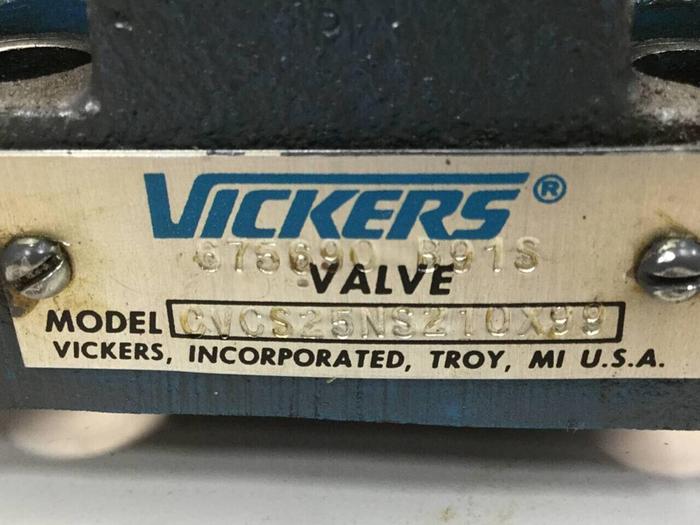 VICKERS®
675690 B91S
VALVE
MODEL CVCS25NS210X99
VICKERS, INCORPORATED, TROY, MI U.S.A.